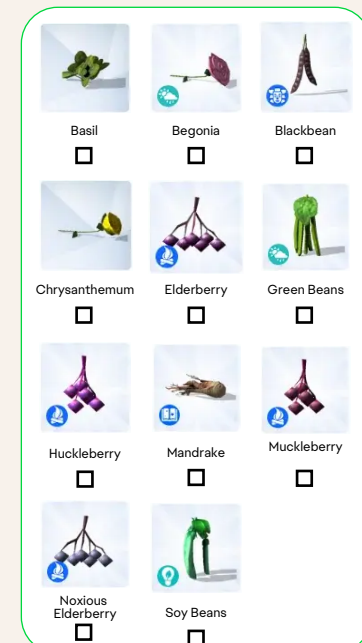 Basil
Begonia
Blackbean
Chrysanthemum
Elderberry
Green Beans
Huckleberry
Mandrake
Muckleberry
Noxious
Elderberry
Soy Beans